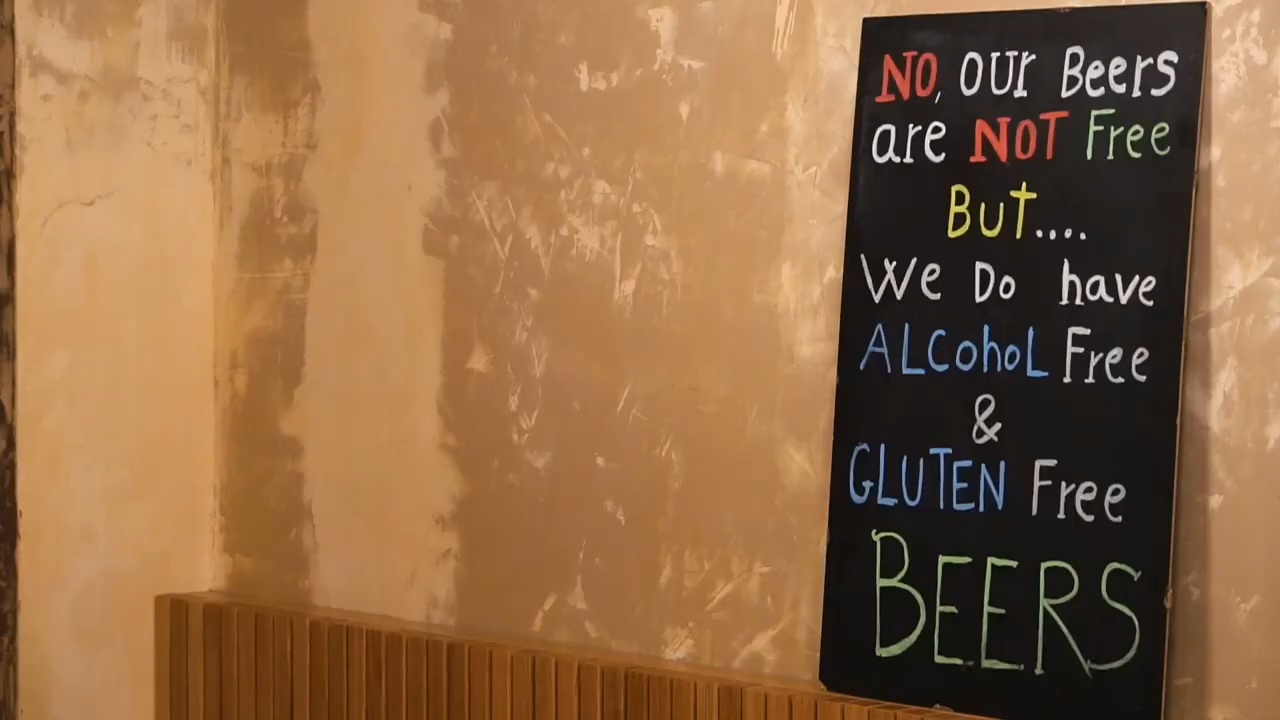 NO, our Beers
are NOT Free
But....
We Do have
ALCohoL Free
&
GLUTEN Free
BEERS